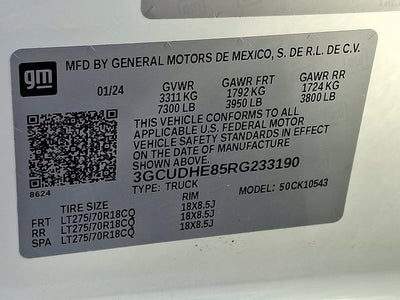 gm
MFD BY GENERAL MOTORS DE MEXICO, S. DE R.L. DE C.V.
01/24 GVWR GAWR FRT GAWR RR
3311 KG 1792 KG 1724 KG
7300 LB 3950 LB 3800 LB
THIS VEHICLE CONFORMS TO ALL
APPLICABLE U.S. FEDERAL MOTOR
VEHICLE SAFETY STANDARDS IN EFFECT
ON THE DATE OF MANUFACTURE
SHOWN ABOVE.
3GCUDHE85RG233190
8624 TYPE: TRUCK MODEL: 50CK10543
TIRE SIZE RIM
FRT LT275/70R18CQ 18X8.5J
RR LT275/70R18CQ 18X8.5J
SPA LT275/70R18CQ 18X8.5J